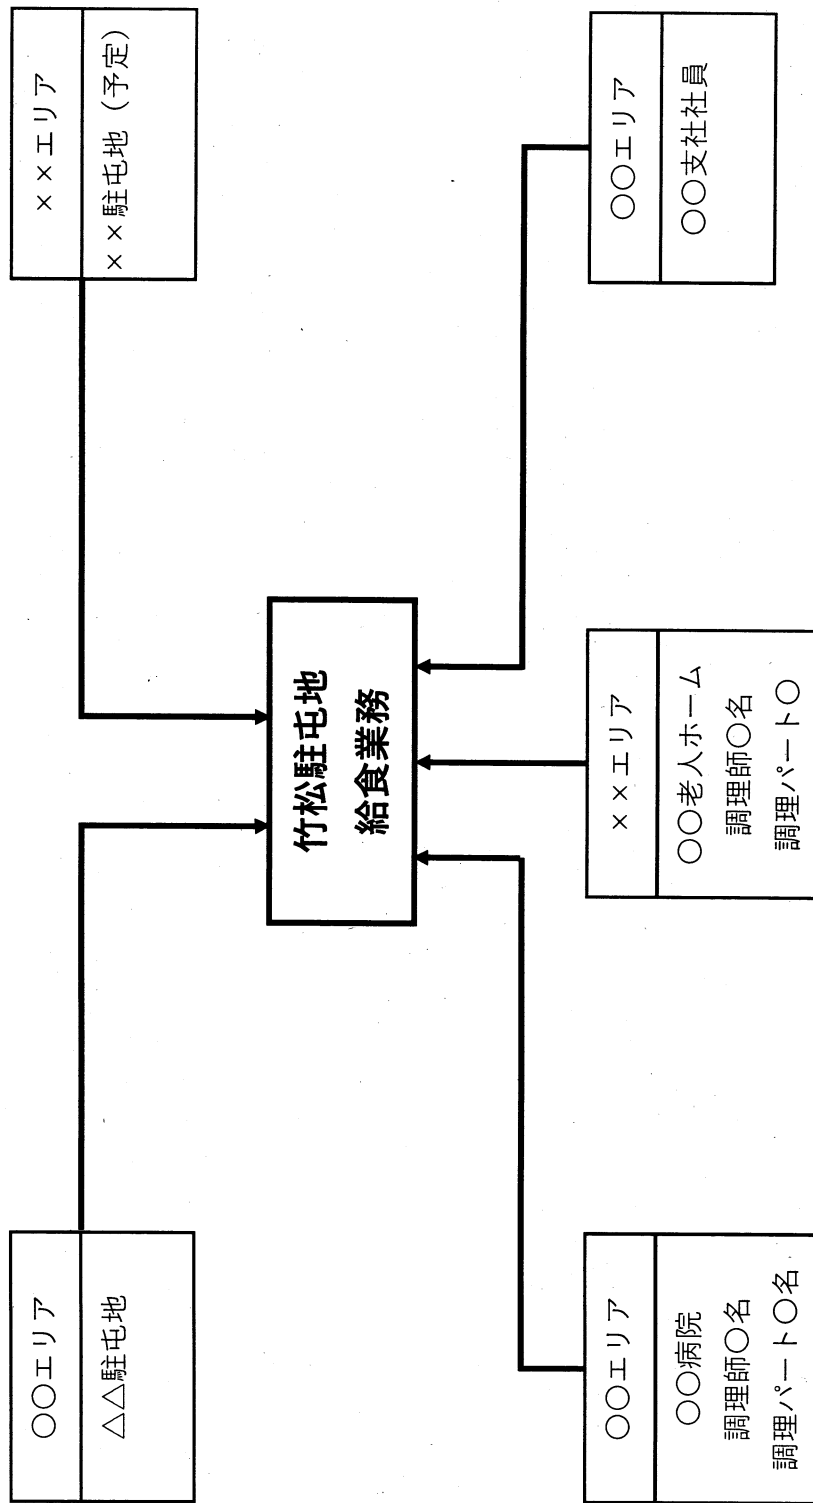 ○○エリア
△△駐屯地
××エリア
××駐屯地（予定）
竹松駐屯地
給食業務
○○エリア
○○病院
調理師○名
調理パート○名
××エリア
○○老人ホーム
調理師○名
調理パート○
○○エリア
○○支社社員